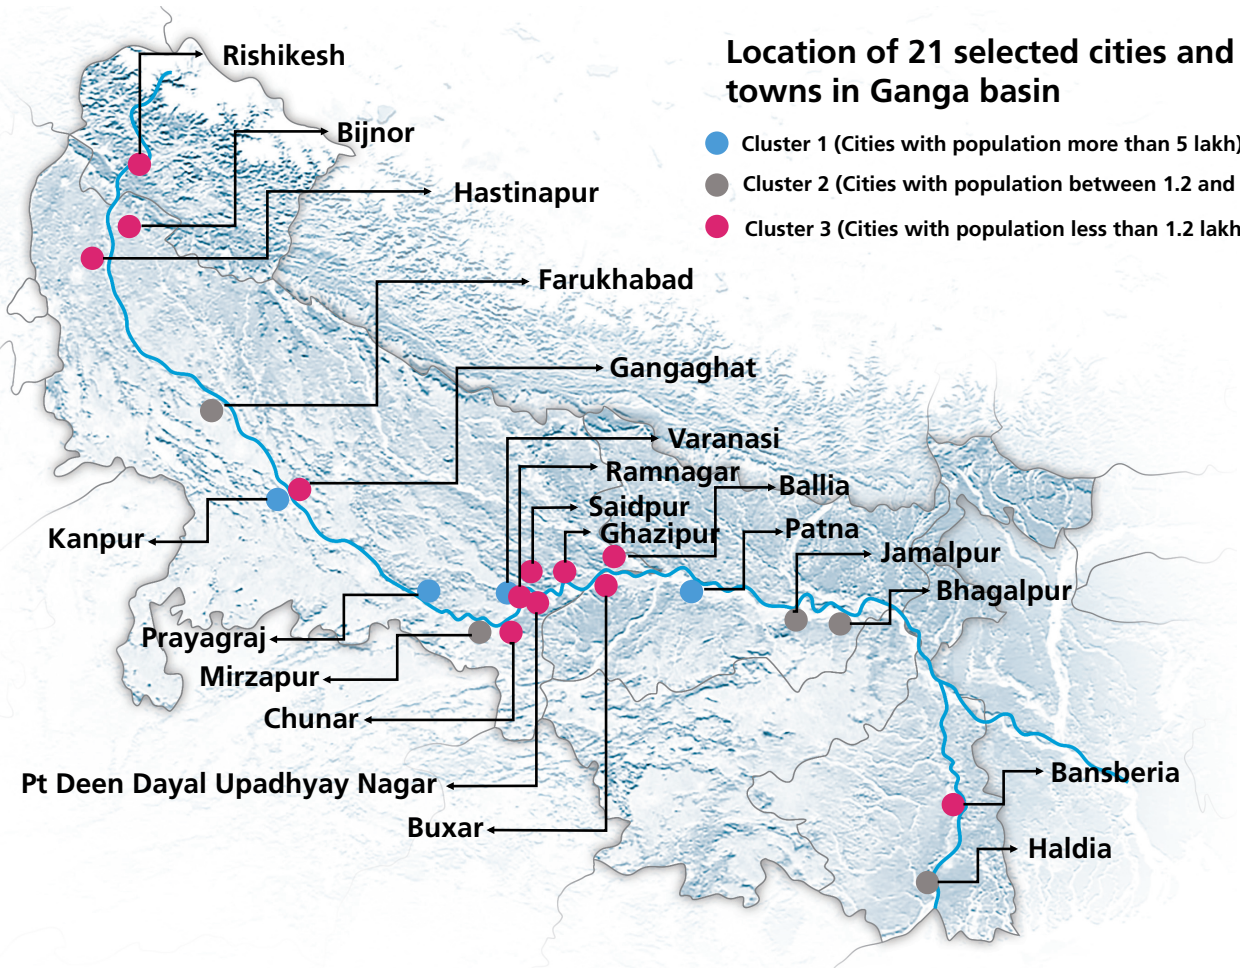 Location of 21 selected cities and
towns in Ganga basin
Cluster 1 (Cities with population more than 5 lakh)
Cluster 2 (Cities with population between 1.2 and
Cluster 3 (Cities with population less than 1.2 lakh
Rishikesh
Bijnor
Hastinapur
Farukhabad
Gangaghat
Varanasi
Ramnagar
Ballia
Saidpur
Ghazipur
Patna
Kanpur
Jamalpur
Bhagalpur
Prayagraj
Mirzapur
Chunar
Bansberia
Pt Deen Dayal Upadhyay Nagar
Buxar
Haldia